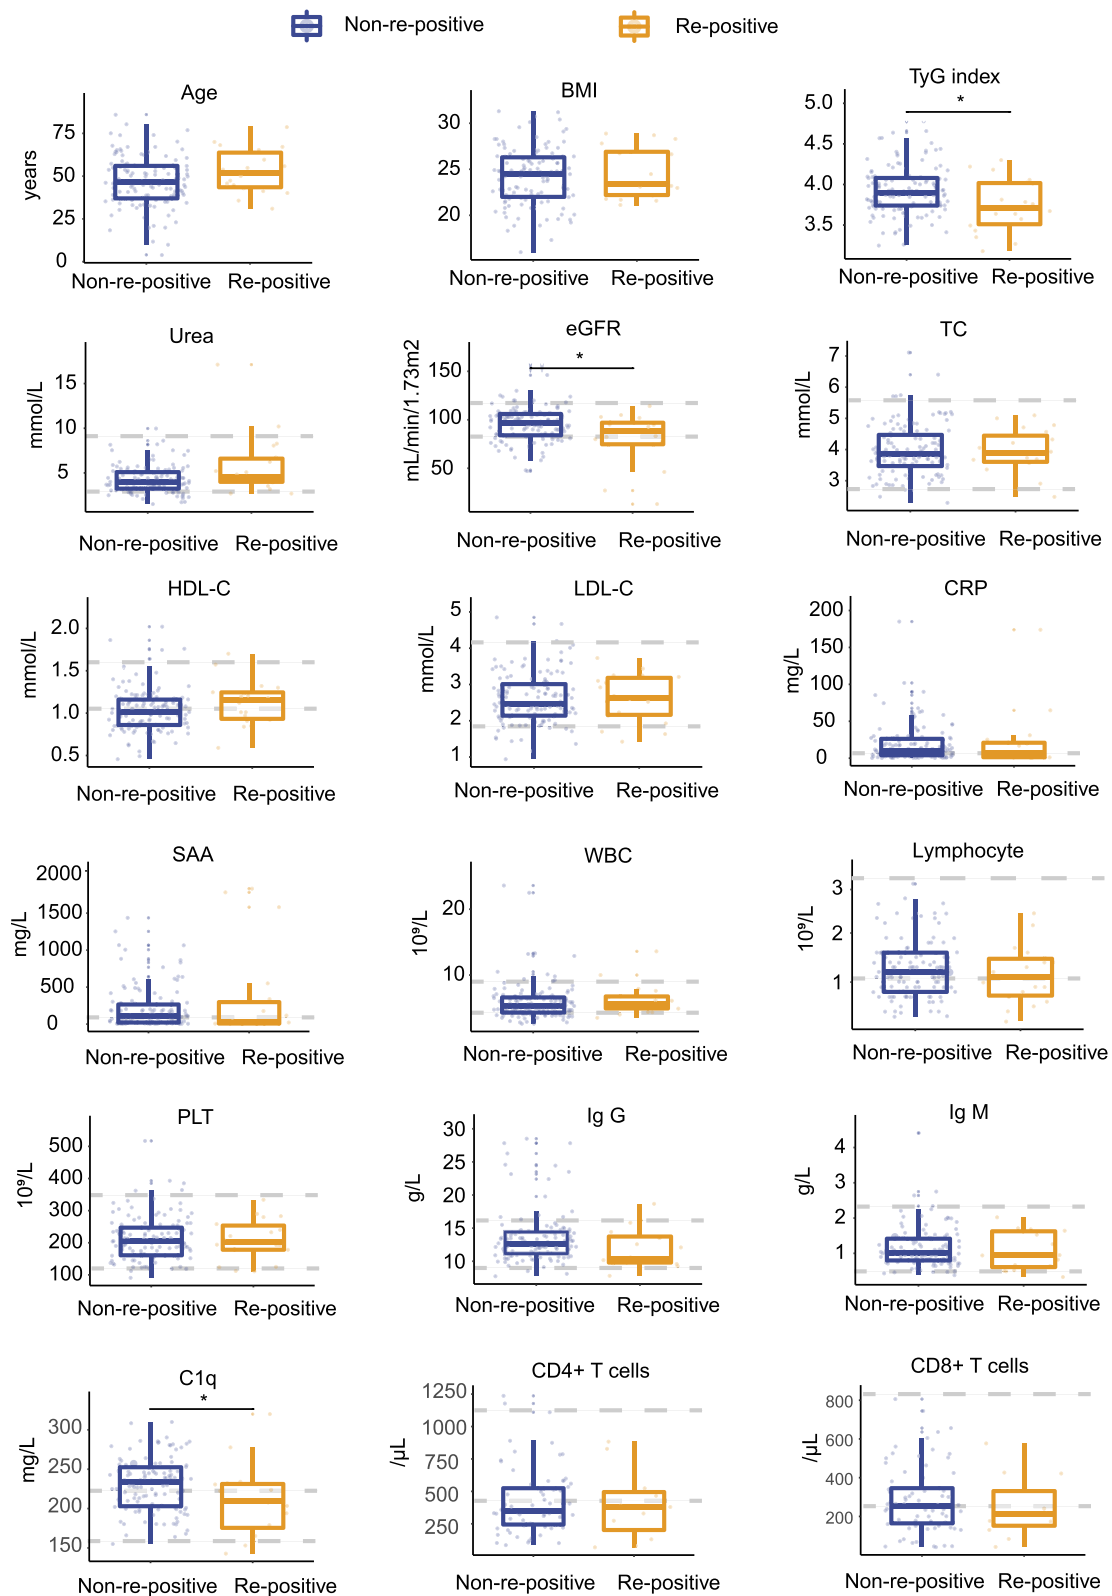 Non-re-positive Re-positive
Age
years
75
50
25
0
Non-re-positive Re-positive
BMI
30
25
20
Non-re-positive Re-positive
TyG index
*
5.0
4.5
4.0
3.5
Non-re-positive Re-positive
Urea
mmol/L
15
10
5
Non-re-positive Re-positive
eGFR
*
mL/min/1.73m2
150
100
50
Non-re-positive Re-positive
TC
mmol/L
7
6
5
4
3
Non-re-positive Re-positive
HDL-C
mmol/L
2.0
1.5
1.0
0.5
Non-re-positive Re-positive
LDL-C
mmol/L
5
4
3
2
1
Non-re-positive Re-positive
CRP
mg/L
200
150
100
50
0
Non-re-positive Re-positive
SAA
mg/L
2000
1500
1000
500
0
Non-re-positive Re-positive
WBC
10⁹/L
20
10
Non-re-positive Re-positive
Lymphocyte
10⁹/L
3
2
1
Non-re-positive Re-positive
PLT
10⁹/L
500
400
300
200
100
Non-re-positive Re-positive
Ig G
g/L
30
25
20
15
10
Non-re-positive Re-positive
Ig M
g/L
4
3
2
1
Non-re-positive Re-positive
C1q
*
mg/L
300
250
200
150
Non-re-positive Re-positive
CD4+ T cells
/µL
1250
1000
750
500
250
Non-re-positive Re-positive
CD8+ T cells
/µL
800
600
400
200
Non-re-positive Re-positive